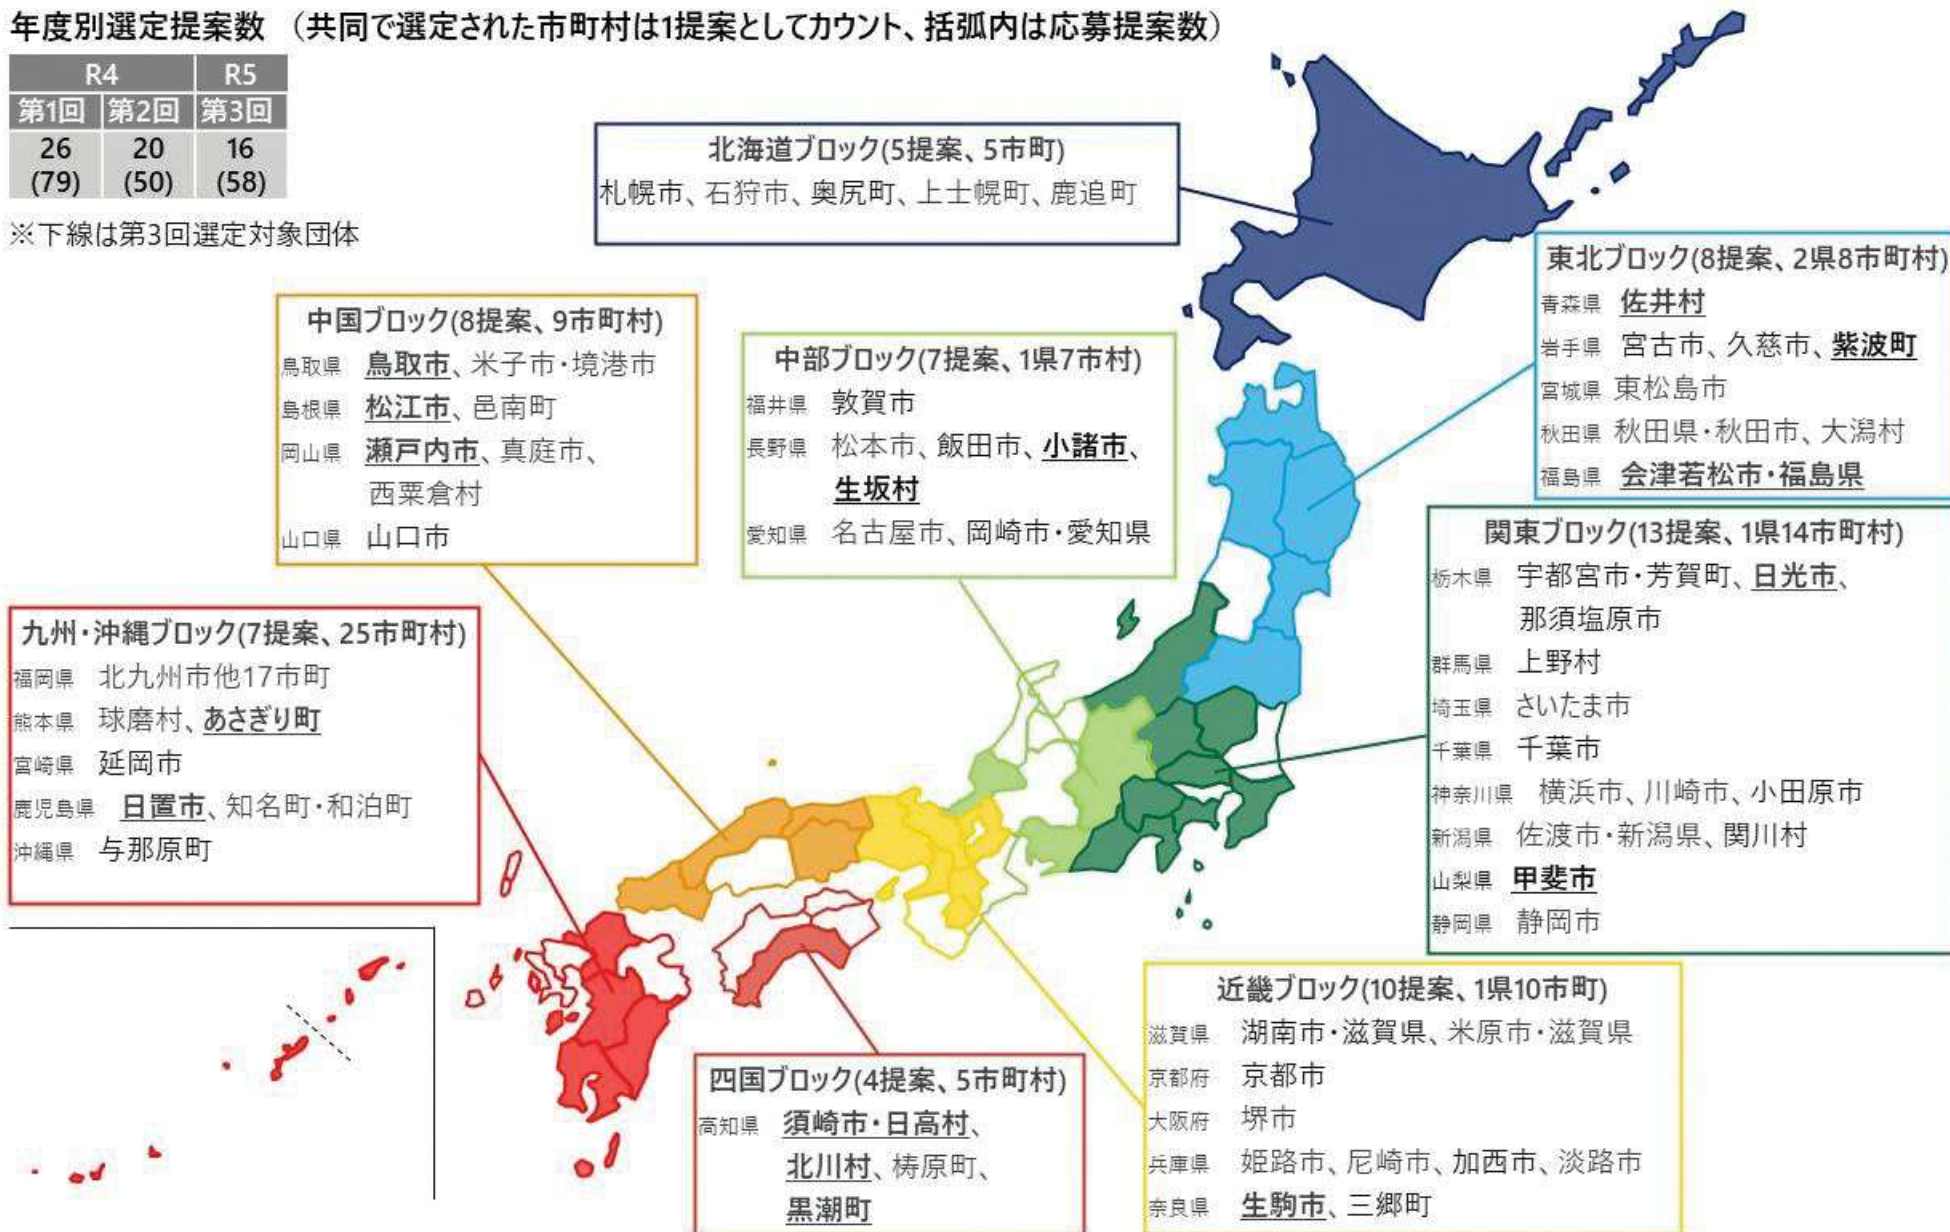 年度別選定提案数 （共同で選定された市町村は1提案としてカウント、括弧内は応募提案数）
R4 R5
第1回 第2回 第3回
26 20 16
(79) (50) (58)
※下線は第3回選定対象団体
北海道ブロック(5提案、5市町)
札幌市、石狩市、奥尻町、上士幌町、鹿追町
東北ブロック(8提案、2県8市町村)
青森県 佐井村
岩手県 宮古市、久慈市、紫波町
宮城県 東松島市
秋田県 秋田県・秋田市、大潟村
福島県 会津若松市・福島県
中国ブロック(8提案、9市町村)
鳥取県 鳥取市、米子市・境港市
島根県 松江市、邑南町
岡山県 瀬戸内市、真庭市、
西粟倉村
山口県 山口市
中部ブロック(7提案、1県7市村)
福井県 敦賀市
長野県 松本市、飯田市、小諸市、
生坂村
愛知県 名古屋市、岡崎市・愛知県
関東ブロック(13提案、1県14市町村)
栃木県 宇都宮市・芳賀町、日光市、
那須塩原市
群馬県 上野村
埼玉県 さいたま市
千葉県 千葉市
神奈川県 横浜市、川崎市、小田原市
新潟県 佐渡市・新潟県、関川村
山梨県 甲斐市
静岡県 静岡市
九州・沖縄ブロック(7提案、25市町村)
福岡県 北九州市他17市町
熊本県 球磨村、あさぎり町
宮崎県 延岡市
鹿児島県 日置市、知名町・和泊町
沖縄県 与那原町
四国ブロック(4提案、5市町村)
高知県 須崎市・日高村、
北川村、梼原町、
黒潮町
近畿ブロック(10提案、1県10市町)
滋賀県 湖南市・滋賀県、米原市・滋賀県
京都府 京都市
大阪府 堺市
兵庫県 姫路市、尼崎市、加西市、淡路市
奈良県 生駒市、三郷町